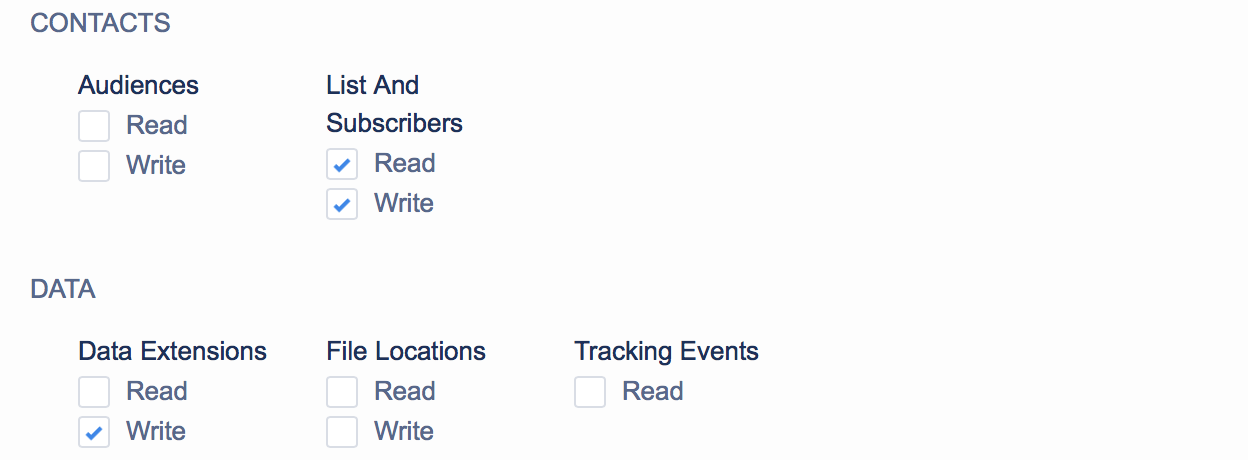 CONTACTS
Audiences
Read
Write
List And
Subscribers
Read
Write
DATA
Data Extensions
Read
Write
File Locations
Read
Write
Tracking Events
Read